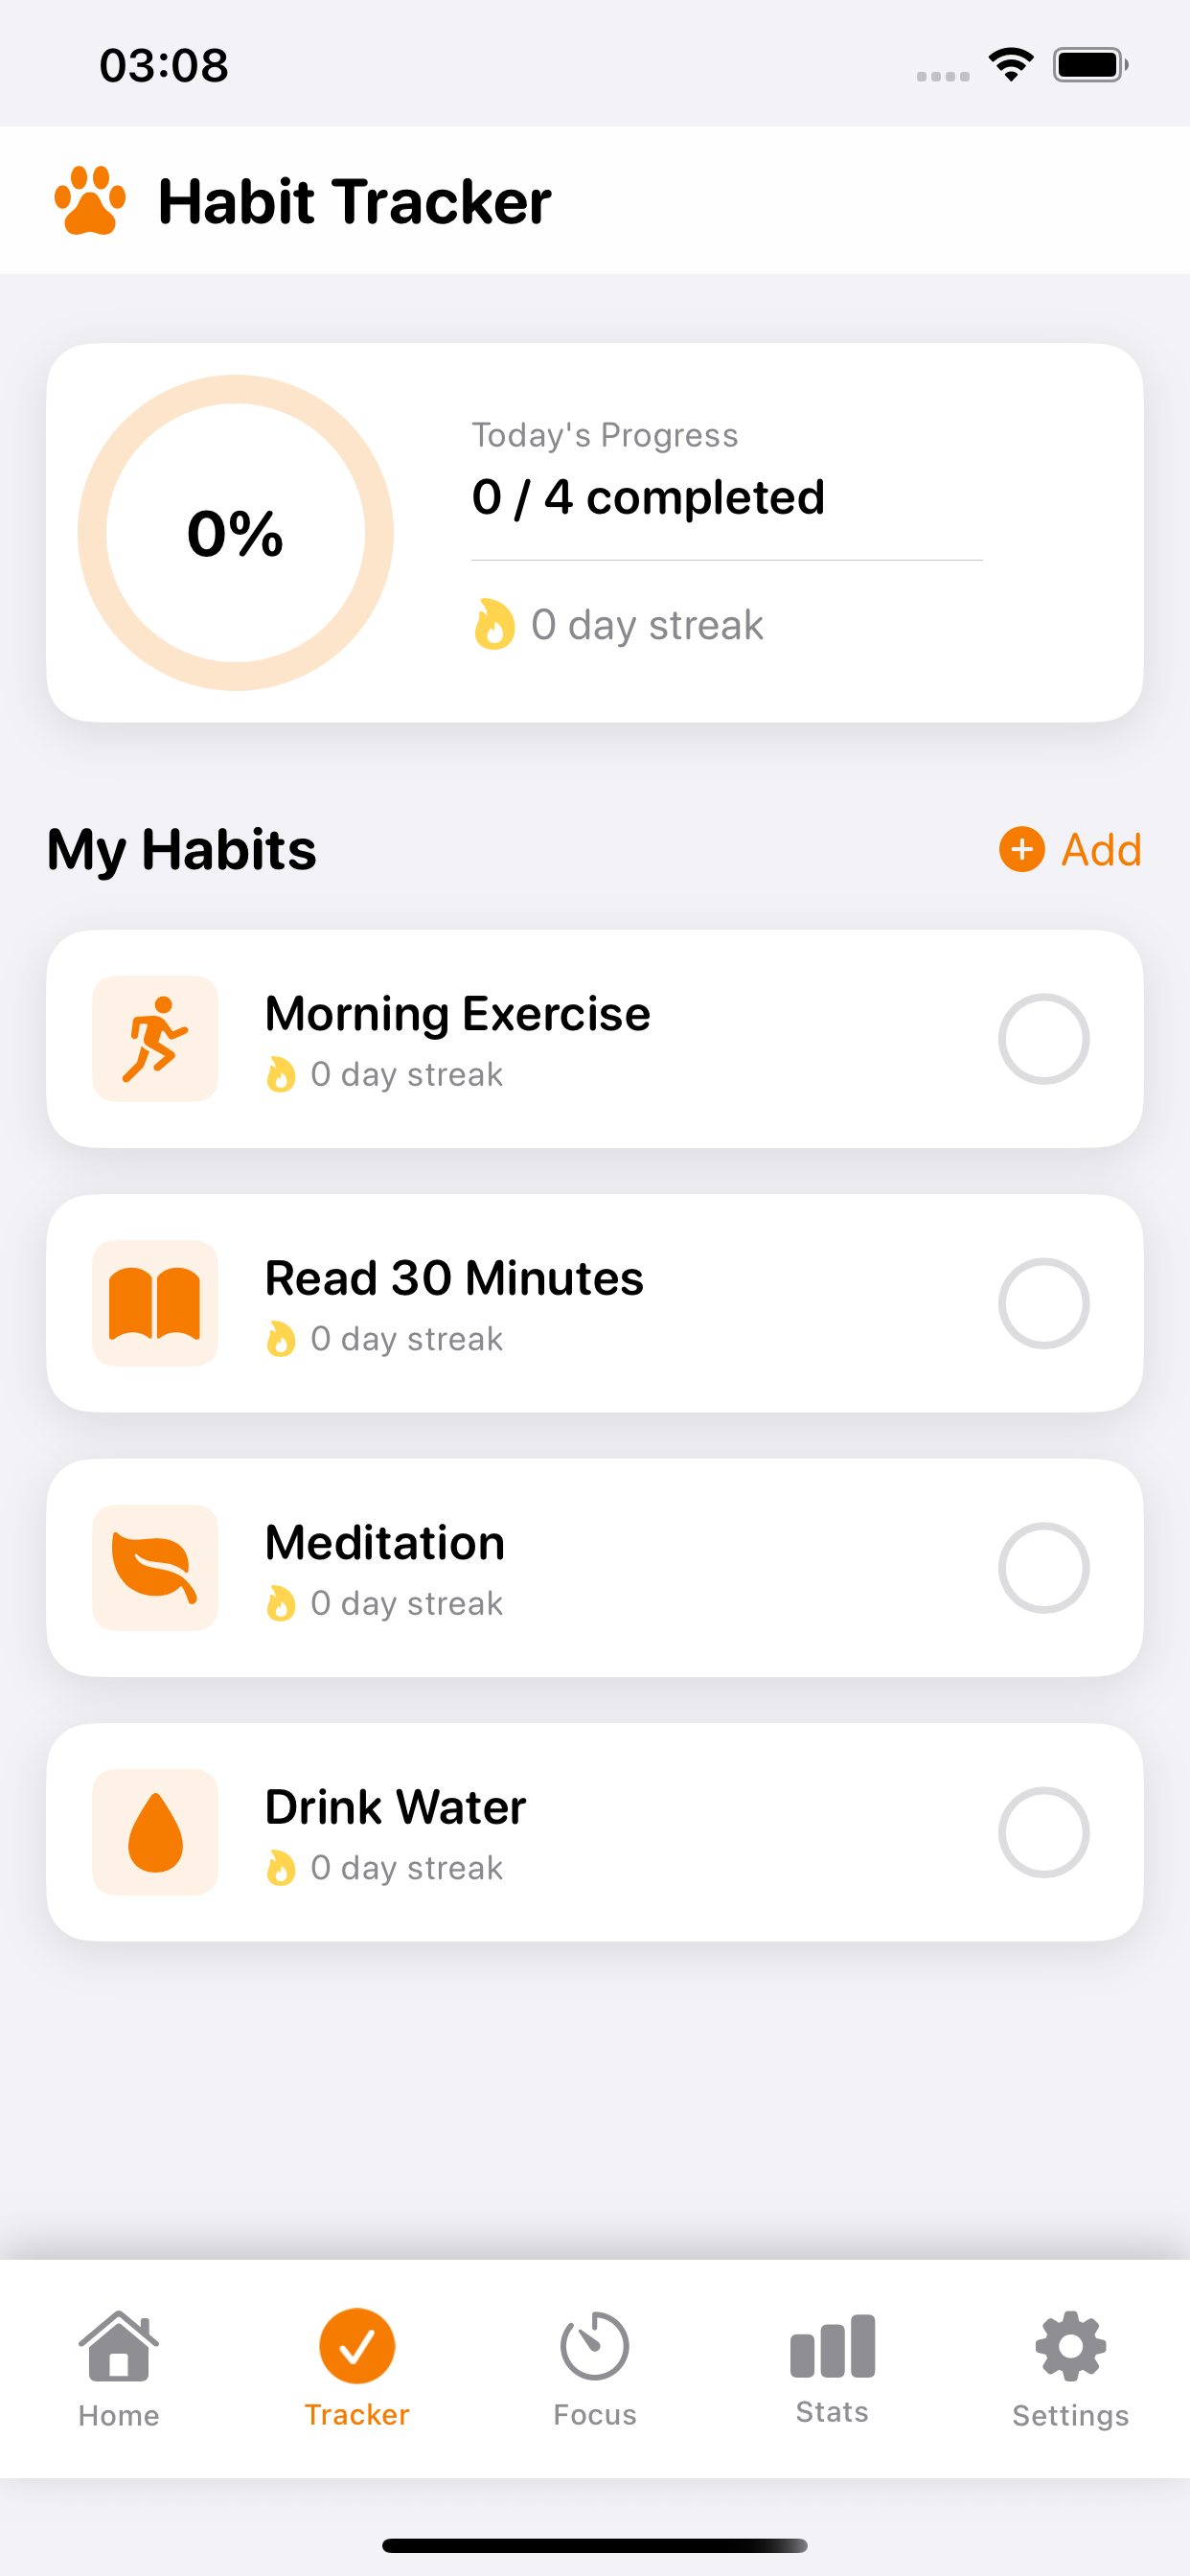 03:08
Habit Tracker
0%
Today's Progress
0 / 4 completed
0 day streak
My Habits
Add
Morning Exercise
0 day streak
Read 30 Minutes
0 day streak
Meditation
0 day streak
Drink Water
0 day streak
Home
Tracker
Focus
Stats
Settings